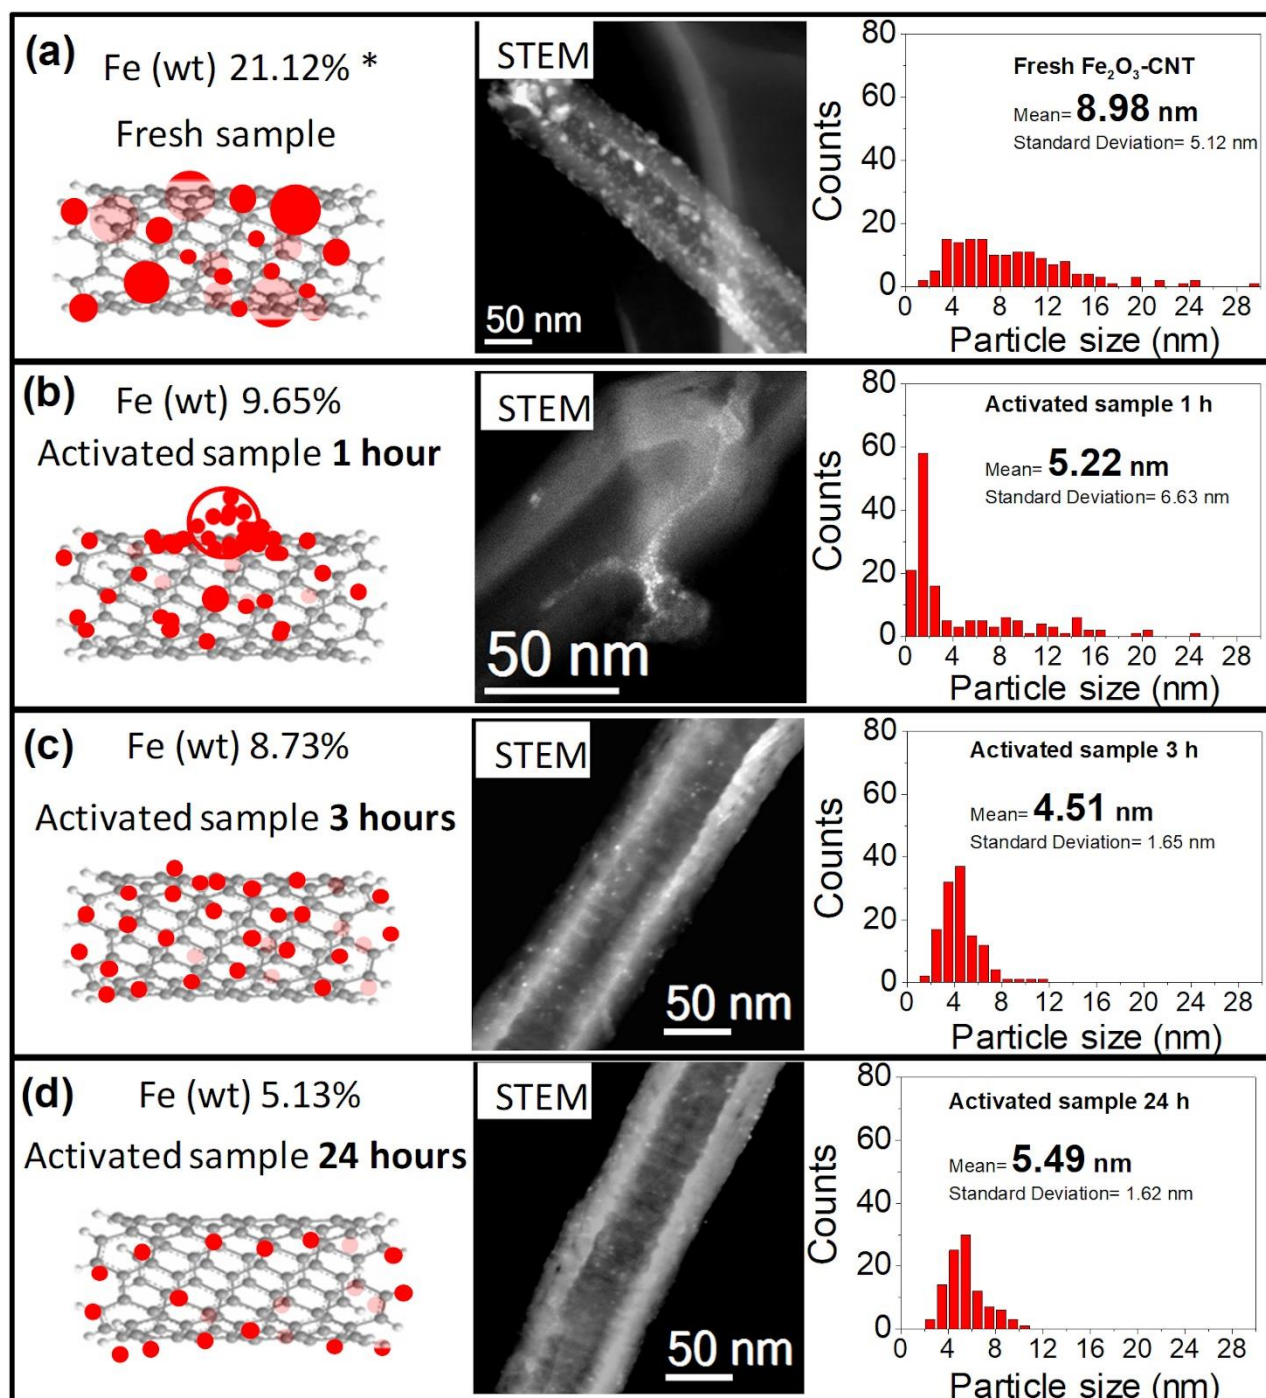 (a)
Fe (wt) 21.12% *
Fresh sample
STEM
50 nm
80
60
40
20
0
Counts
Fresh Fe₂O₃-CNT
Mean= 8.98 nm
Standard Deviation= 5.12 nm
0 4 8 12 16 20 24 28
Particle size (nm)
(b)
Fe (wt) 9.65%
Activated sample 1 hour
STEM
50 nm
80
60
40
20
0
Counts
Activated sample 1 h
Mean= 5.22 nm
Standard Deviation= 6.63 nm
0 4 8 12 16 20 24 28
Particle size (nm)
(c)
Fe (wt) 8.73%
Activated sample 3 hours
STEM
50 nm
80
60
40
20
0
Counts
Activated sample 3 h
Mean= 4.51 nm
Standard Deviation= 1.65 nm
0 4 8 12 16 20 24 28
Particle size (nm)
(d)
Fe (wt) 5.13%
Activated sample 24 hours
STEM
50 nm
80
60
40
20
0
Counts
Activated sample 24 h
Mean= 5.49 nm
Standard Deviation= 1.62 nm
0 4 8 12 16 20 24 28
Particle size (nm)